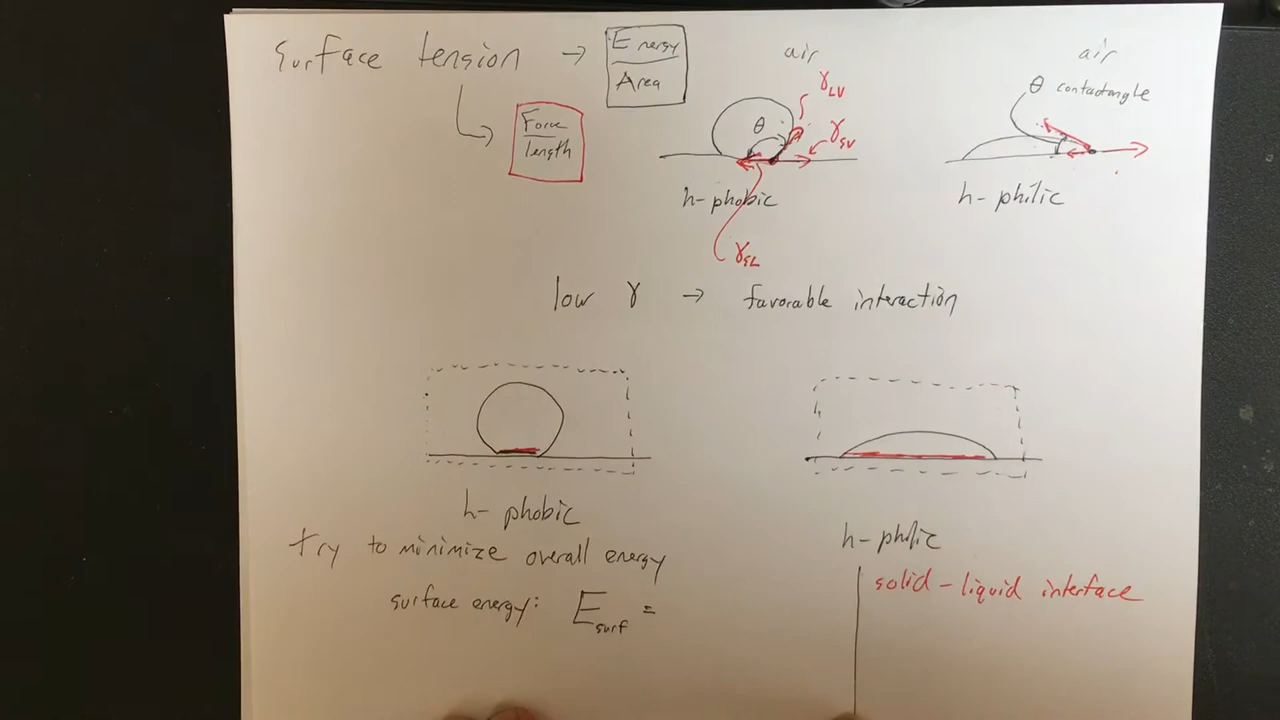 surface tension → Energy / Area
Force / length
air
θ
γLV
γSV
h-phobic
γSL
air
θ contact angle
h-philic
low γ → favorable interaction
h-phobic
h-philic
try to minimize overall energy
surface energy: Esurf =
solid-liquid interface